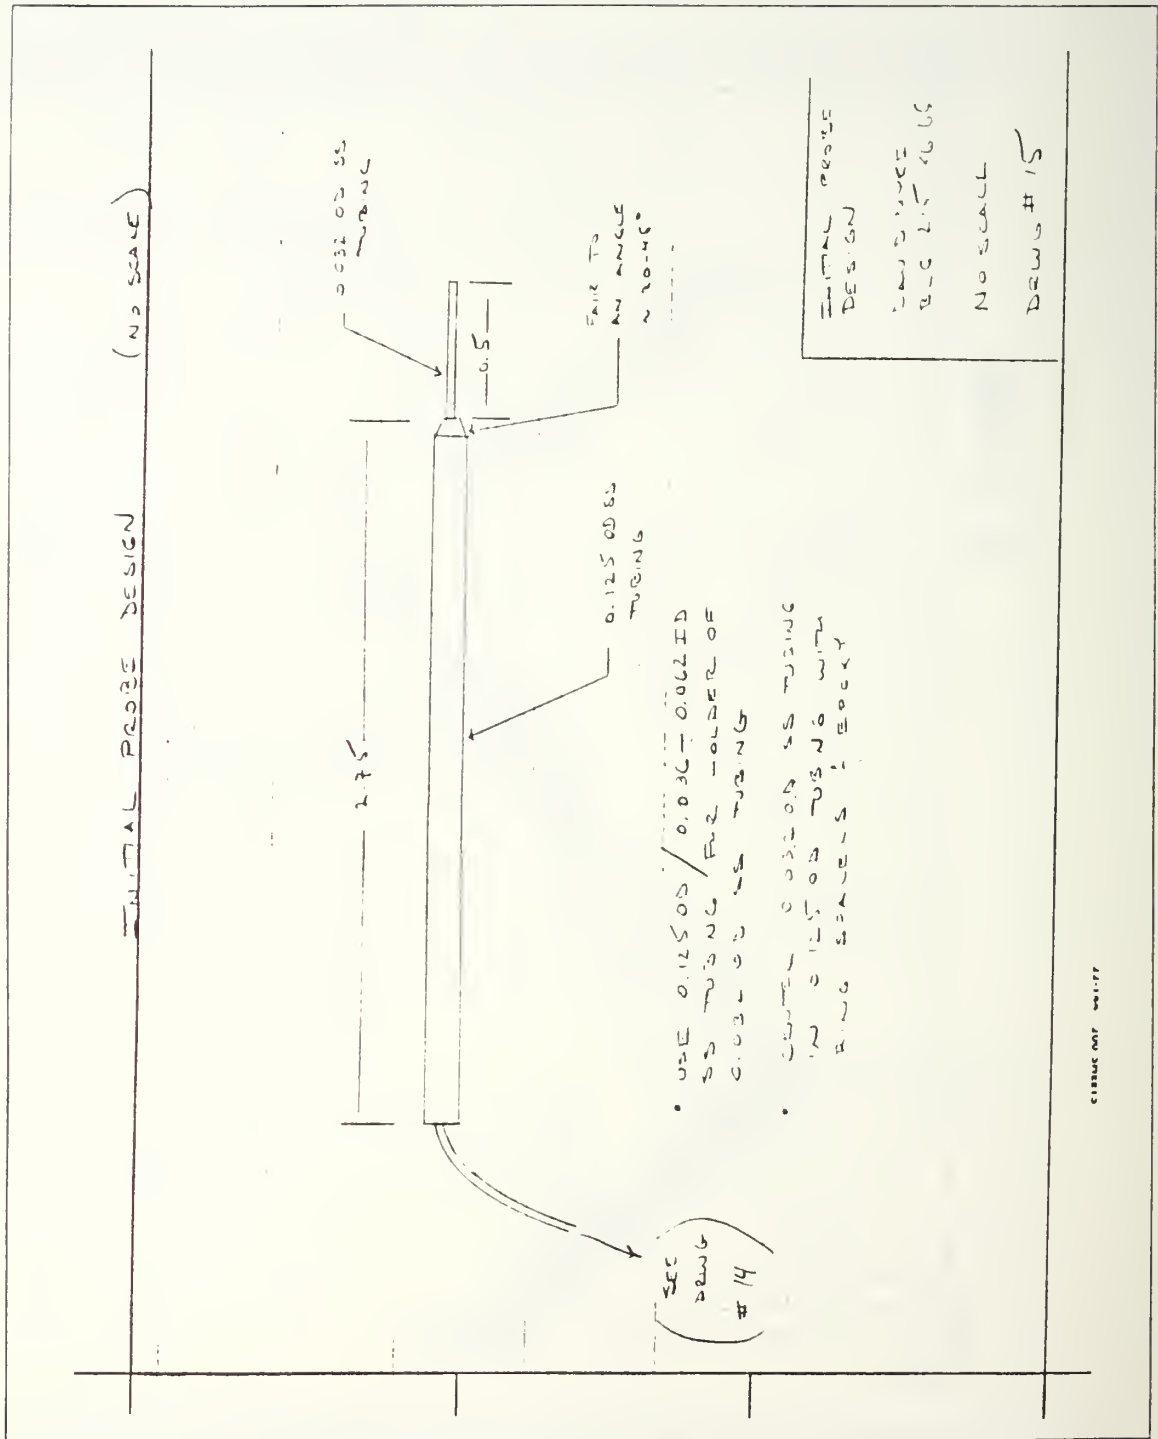 INITIAL PROBE DESIGN (NO SCALE)
0.032 OD SS
TUBING
2.75
0.5
FAIR TO
AN ANGLE
~ 20-45°
0.125 OD SS
TUBING
SEE
DRWG
# 14
• USE 0.125 OD / 0.036-0.062 ID
SS TUBING FOR HOLDER OF
0.032 OD SS TUBING
• CENTER 0.032 OD SS TUBING
IN 0.125 OD TUBING WITH
RING & EPOXY
INITIAL PROBE
DESIGN
NO SCALE
DRWG # 15